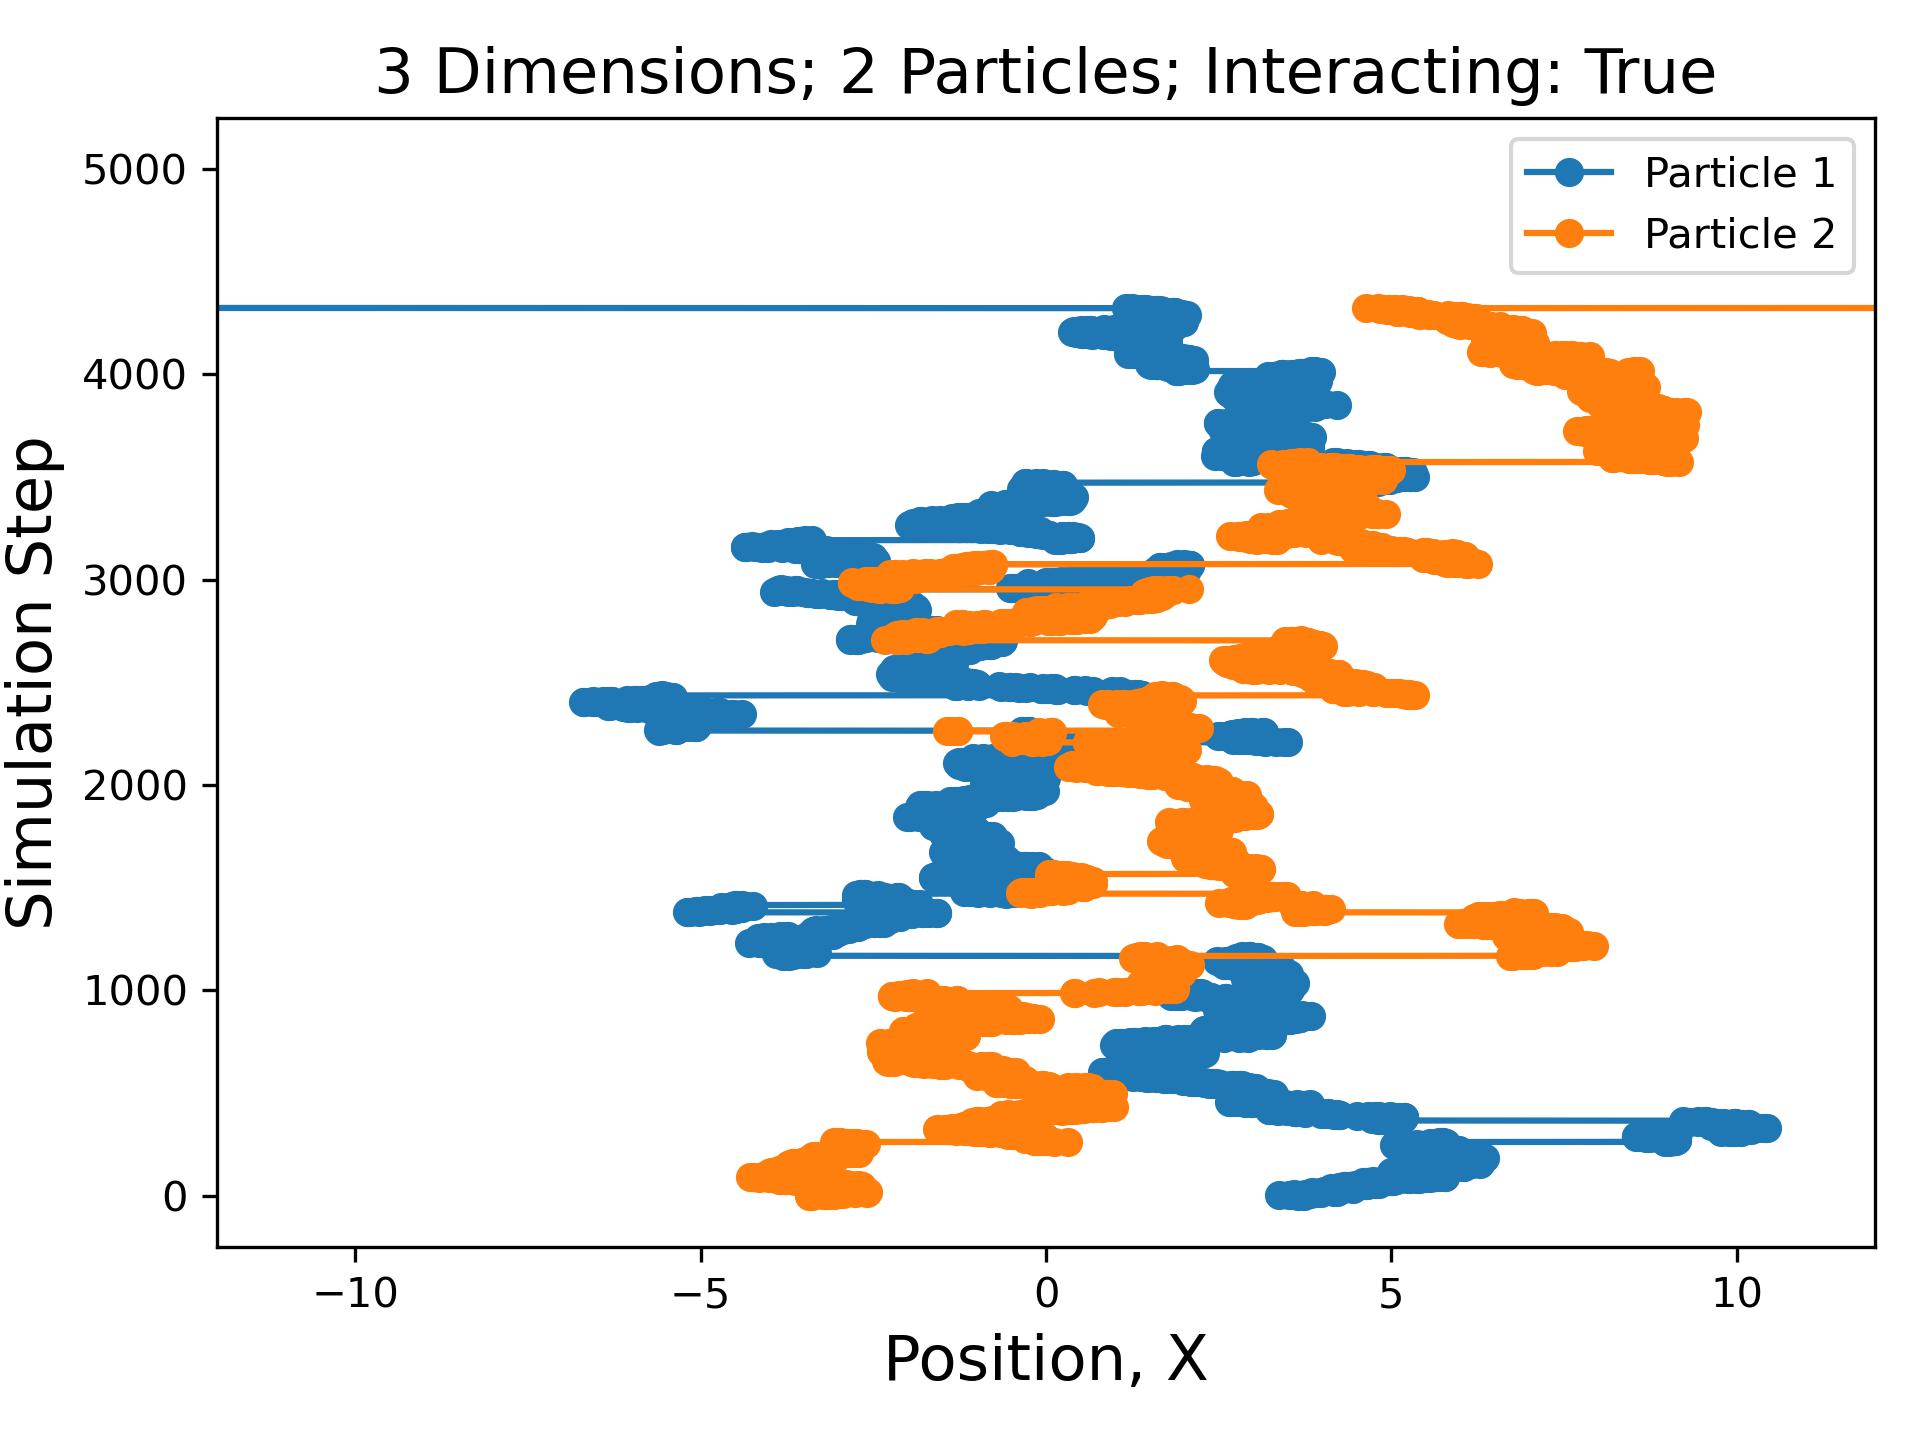 3 Dimensions; 2 Particles; Interacting: True
Particle 1
Particle 2
5000
4000
3000
2000
1000
0
Simulation Step
−10
−5
0
5
10
Position, X